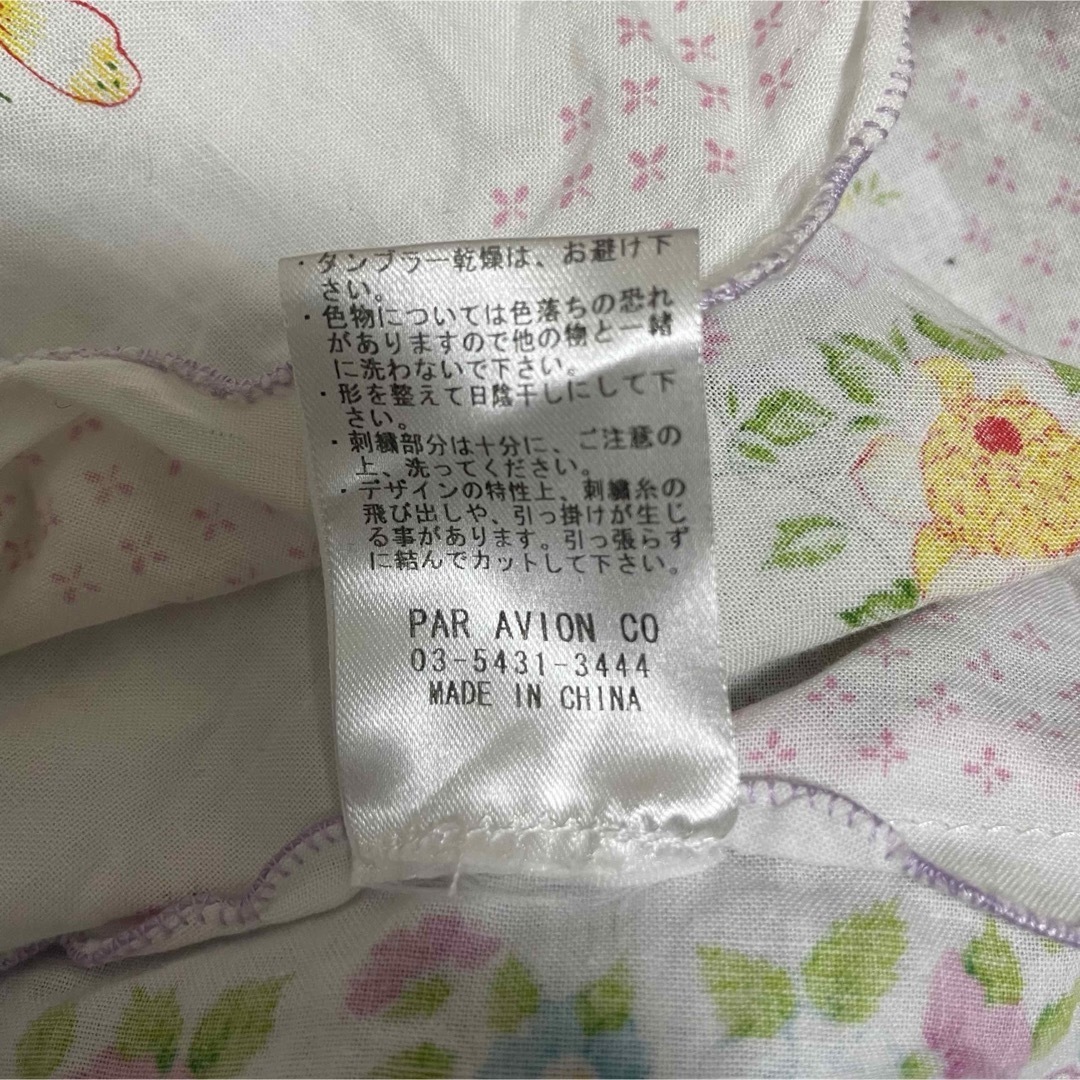 ・タンブラー乾燥は、お避け下
さい。
・色物については色落ちの恐れ
がありますので他の物と一緒
に洗わないで下さい。
・形を整えて日陰干しにして下
さい。
・刺繍部分は十分に、ご注意の
上、洗ってください。
・デザインの特性上、刺繍糸の
飛び出しや、引っ掛けが生じ
る事があります。引っ張らず
に結んでカットして下さい。
PAR AVION CO
03-5431-3444
MADE IN CHINA